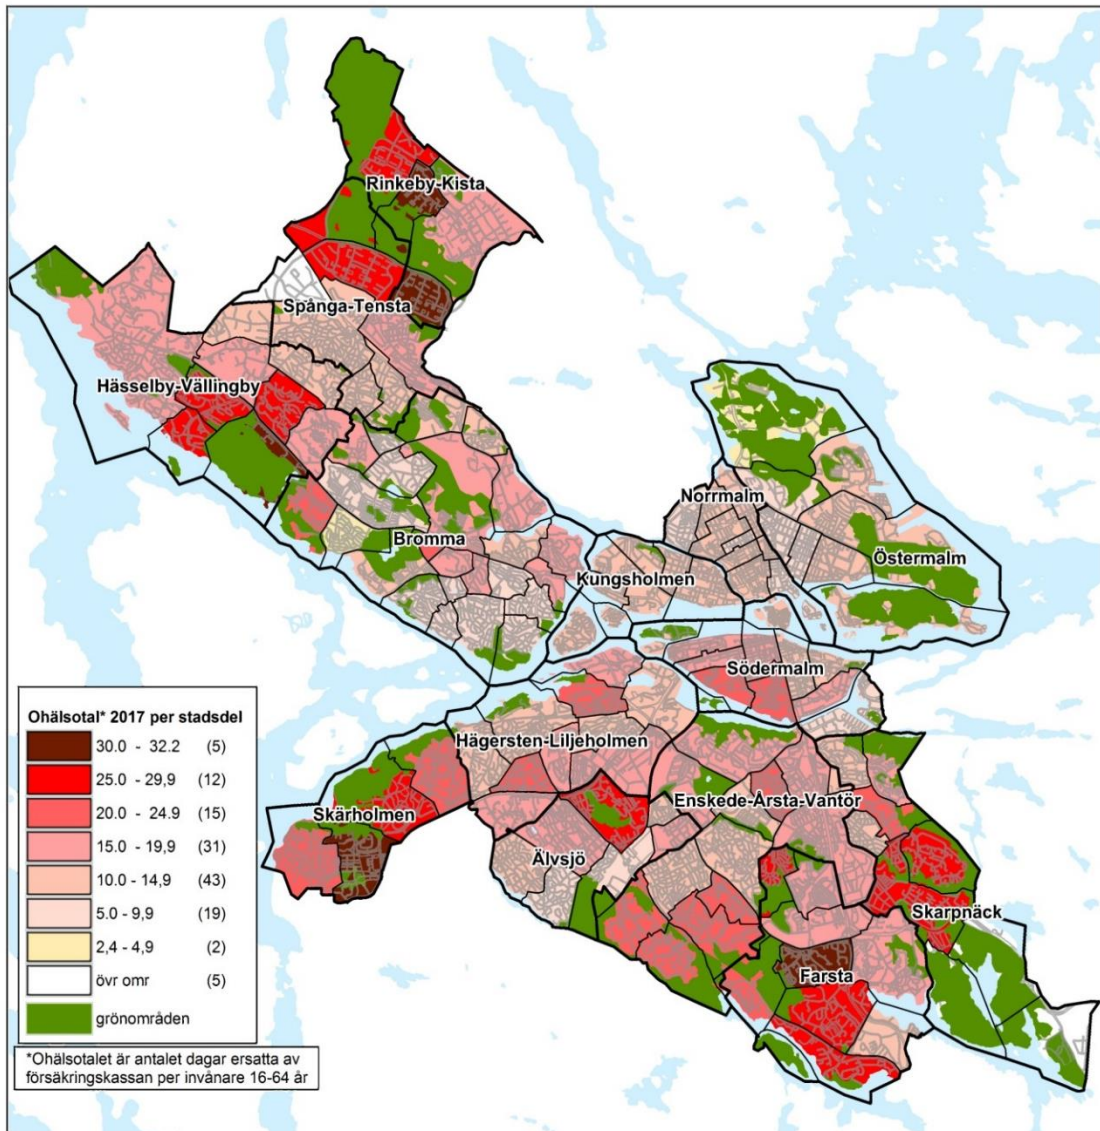 Rinkeby-Kista
Spånga-Tensta
Hässelby-Vällingby
Norrmalm
Bromma
Östermalm
Kungsholmen
Södermalm
Hägersten-Liljeholmen
Enskede-Årsta-Vantör
Skärholmen
Älvsjö
Skarpnäck
Farsta
Ohälsotal* 2017 per stadsdel
30.0 - 32.2 (5)
25.0 - 29,9 (12)
20.0 - 24.9 (15)
15.0 - 19,9 (31)
10.0 - 14,9 (43)
5.0 - 9,9 (19)
2,4 - 4,9 (2)
övr omr (5)
grönområden
*Ohälsotalet är antalet dagar ersatta av
försäkringskassan per invånare 16-64 år